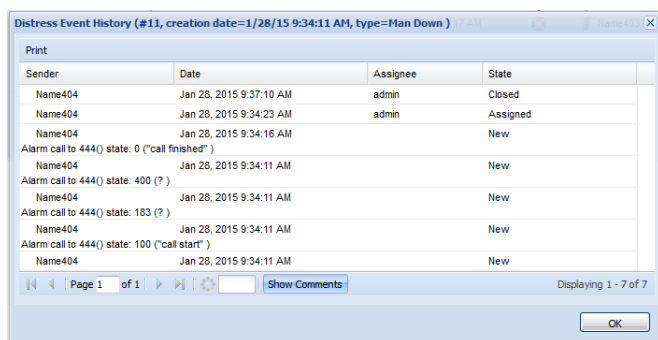 Distress Event History (#11, creation date=1/28/15 9:34:11 AM, type=Man Down )
Print
Sender Date Assignee State
Name404 Jan 28, 2015 9:37:10 AM admin Closed
Name404 Jan 28, 2015 9:34:23 AM admin Assigned
Name404 Jan 28, 2015 9:34:16 AM New
Alarm call to 444() state: 0 ("call finished" )
Name404 Jan 28, 2015 9:34:11 AM New
Alarm call to 444() state: 400 (? )
Name404 Jan 28, 2015 9:34:11 AM New
Alarm call to 444() state: 183 (? )
Name404 Jan 28, 2015 9:34:11 AM New
Alarm call to 444() state: 100 ("call start" )
Name404 Jan 28, 2015 9:34:11 AM New
Page 1 of 1 Show Comments Displaying 1 - 7 of 7
OK